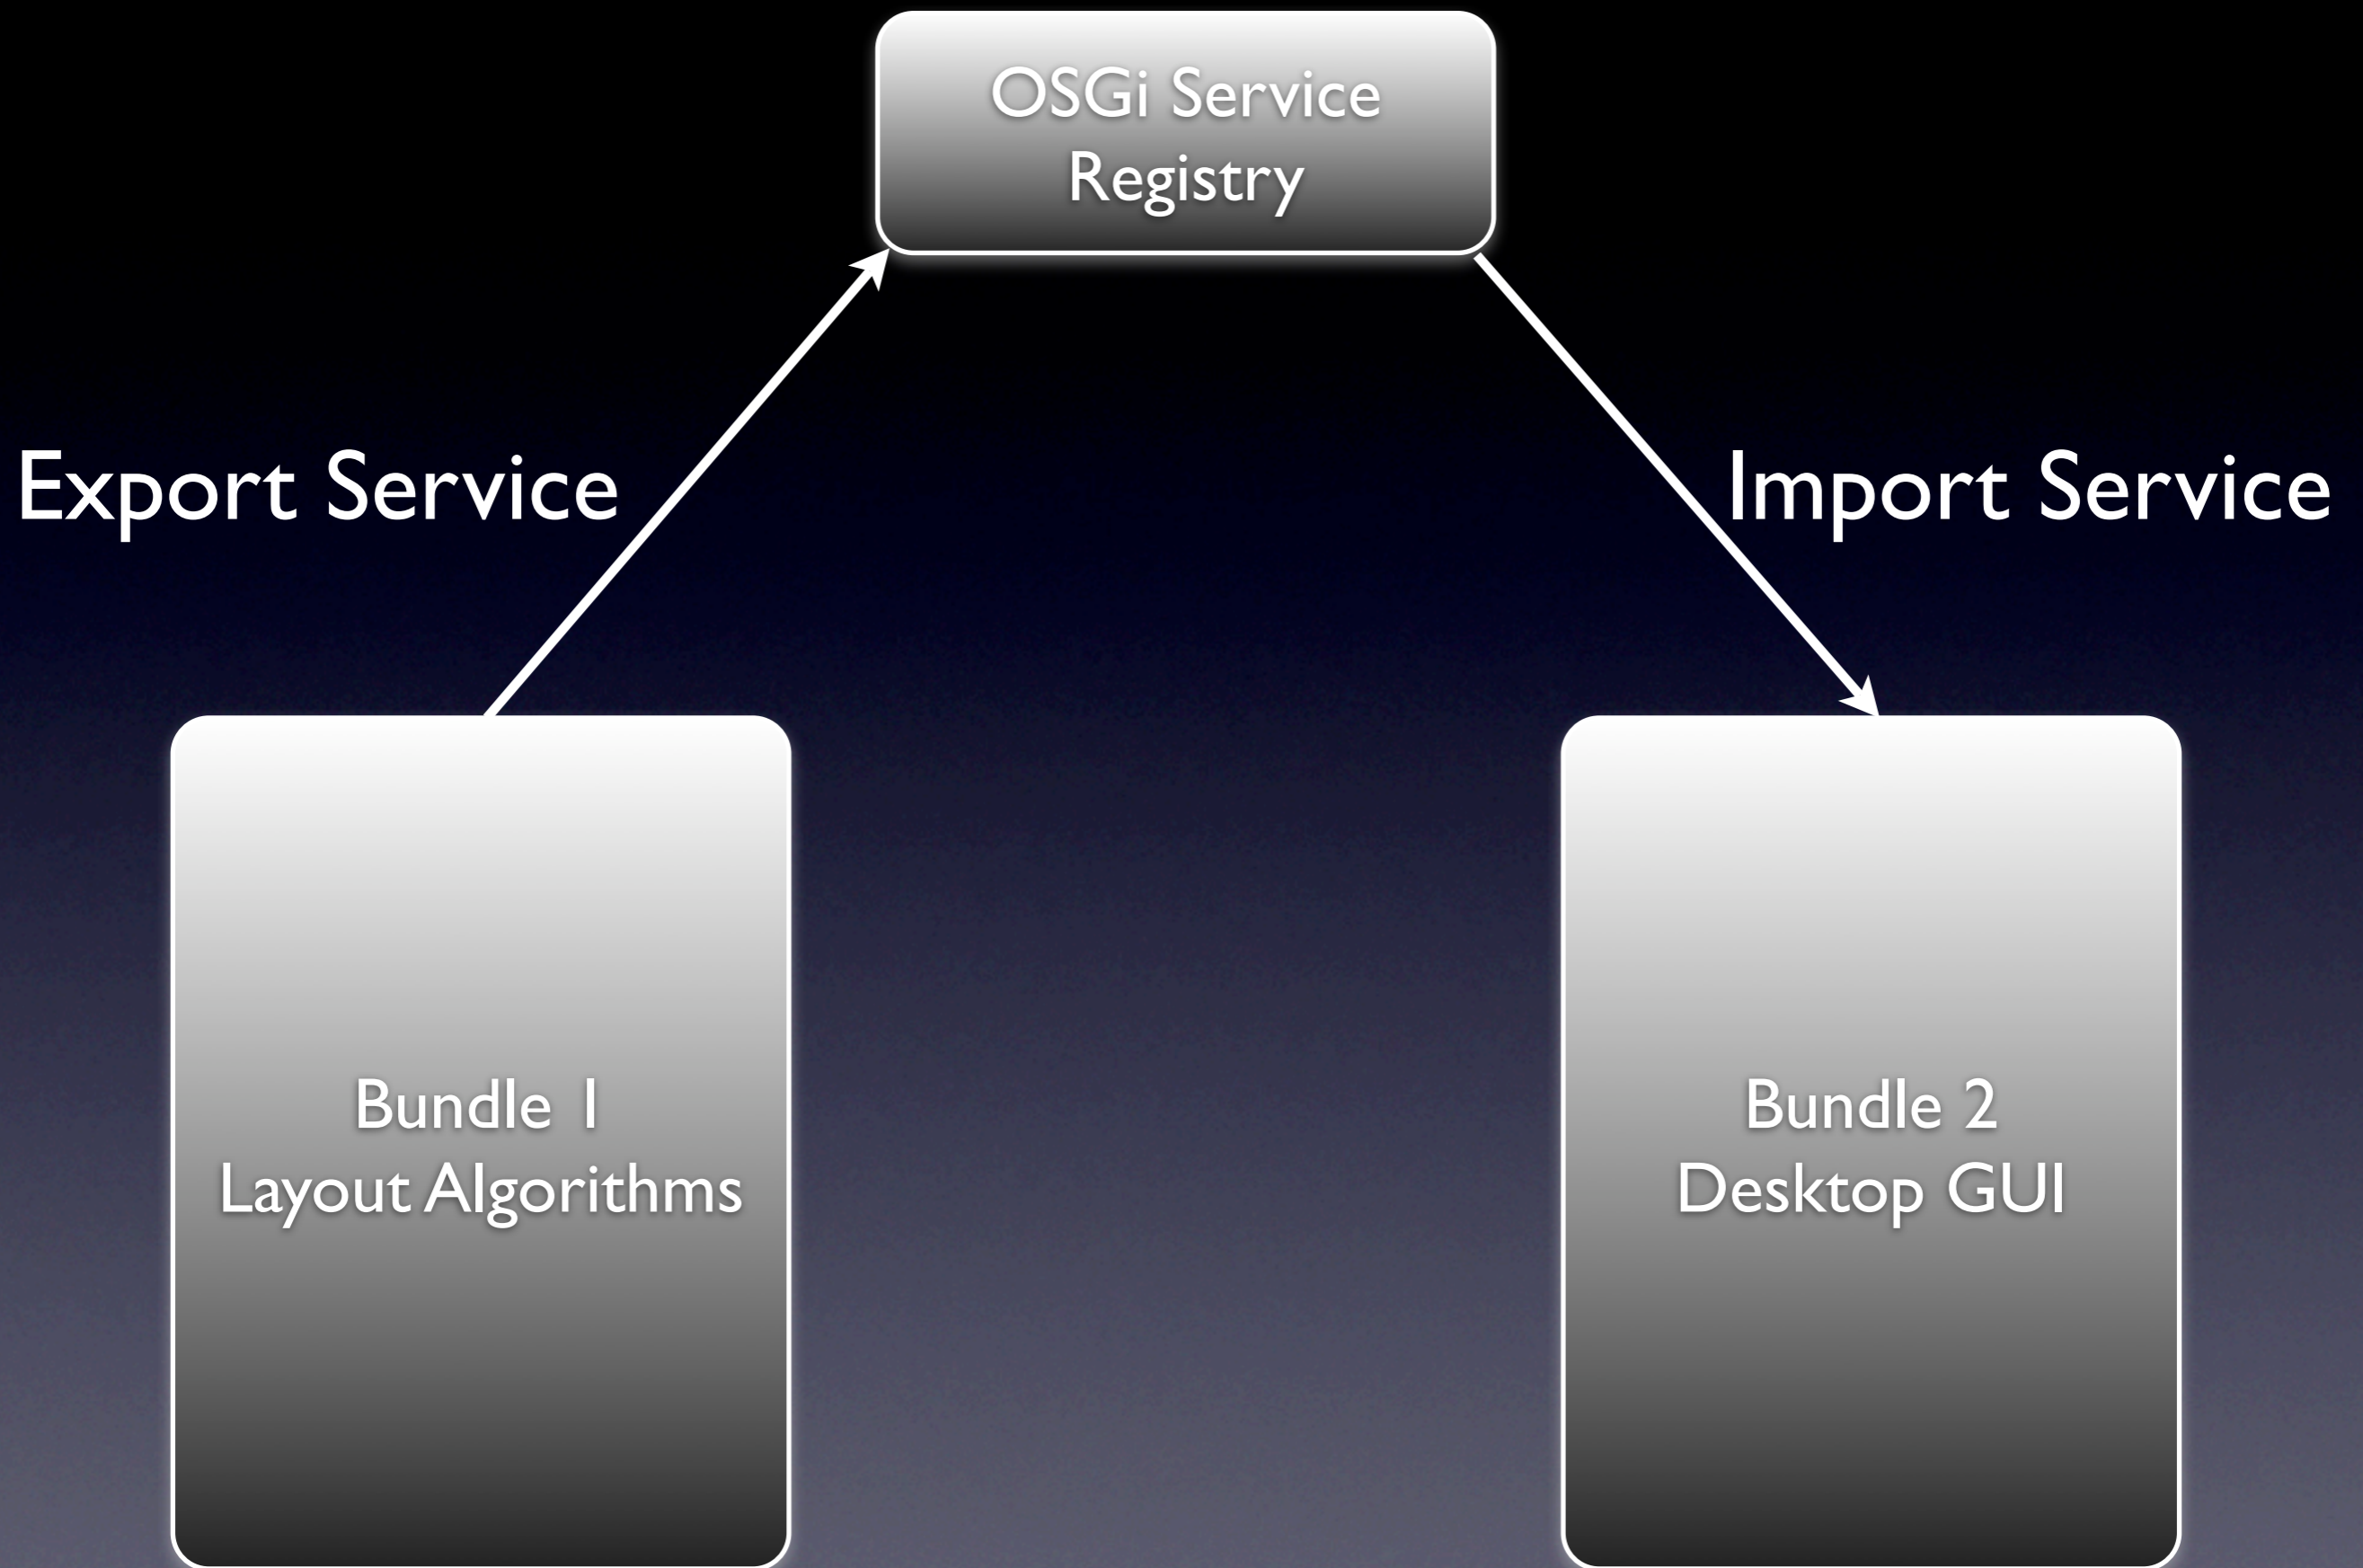 OSGi Service
Registry
Export Service
Import Service
Bundle 1
Layout Algorithms
Bundle 2
Desktop GUI